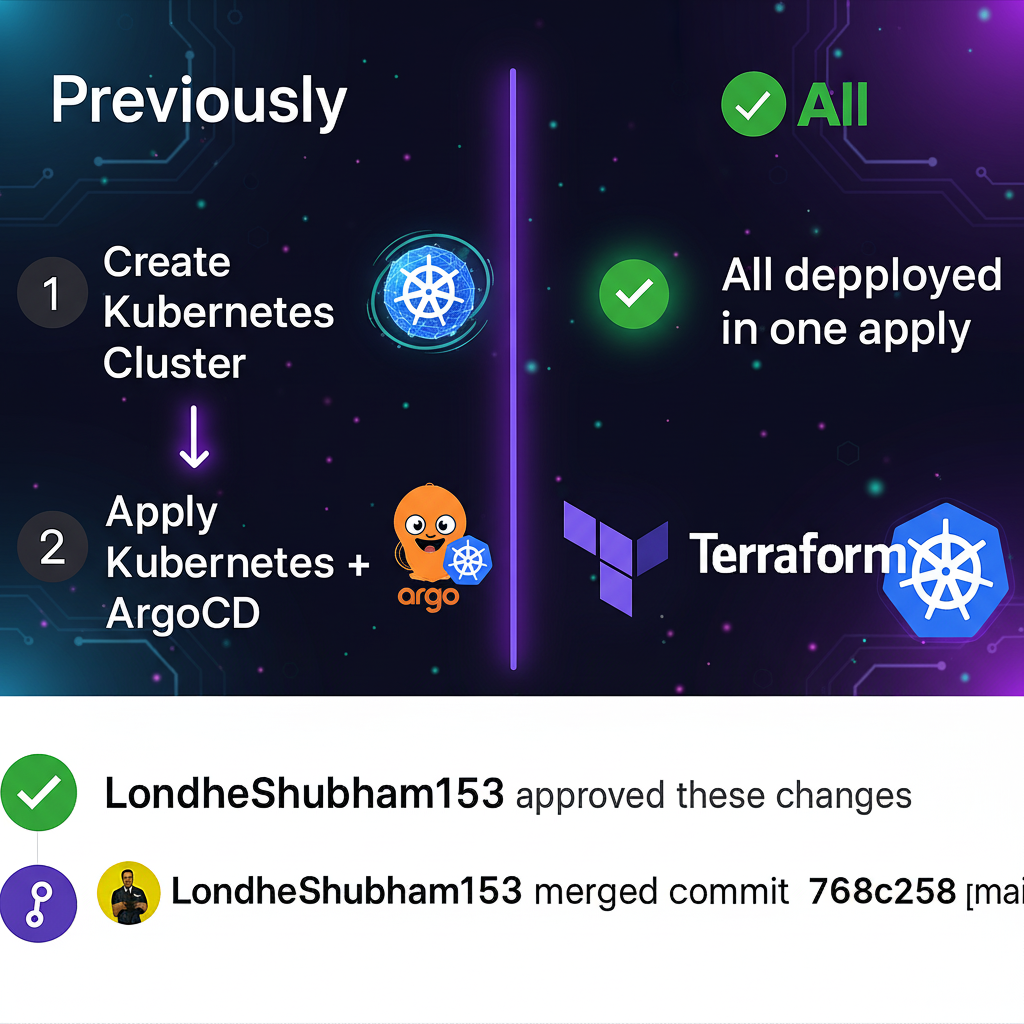 Previously
All
1
Create
Kubernetes
Cluster
All depployed
in one apply
2
Apply
Kubernetes +
ArgoCD
argo
Terraform
LondheShubham153 approved these changes
LondheShubham153 merged commit 768c258 [mai